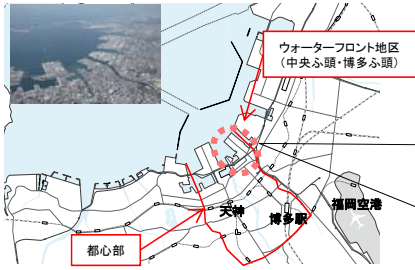 ウォーターフロント地区
（中央ふ頭・博多ふ頭）
天神
博多駅
福岡空港
都心部